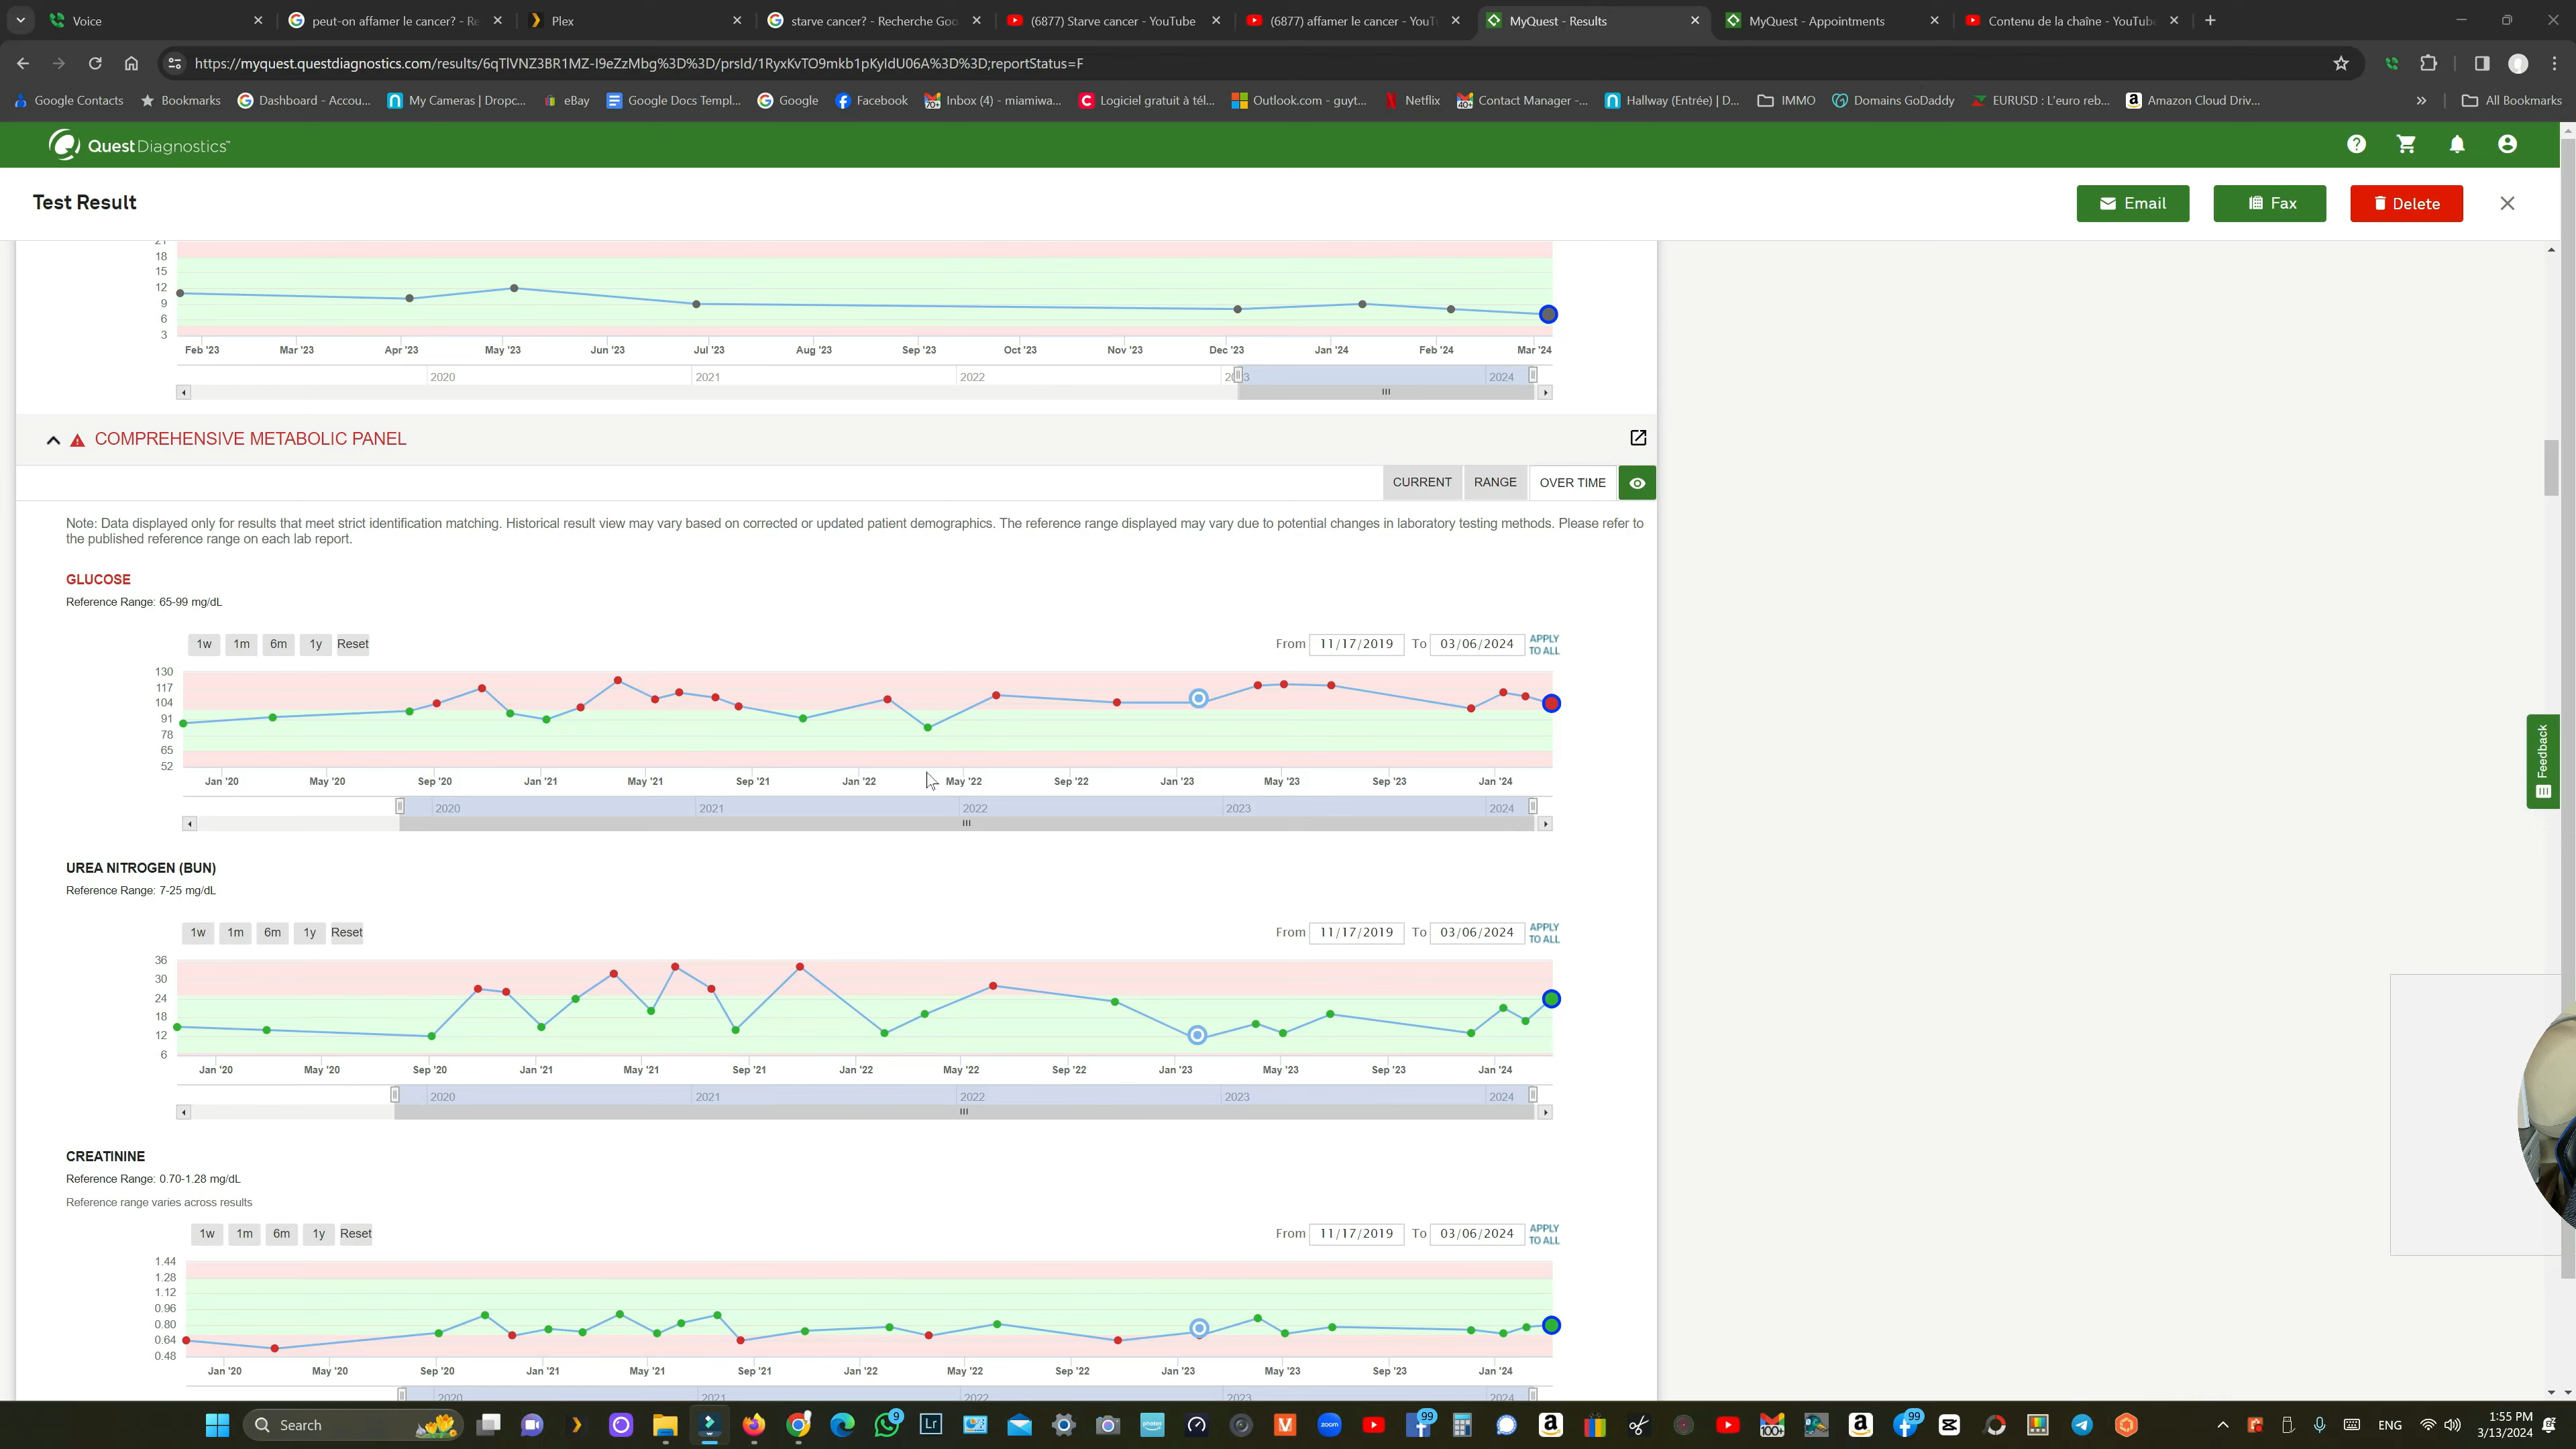 Voice
peut-on affamer le cancer? - Re
Plex
starve cancer? - Recherche Goo
(6877) Starve cancer - YouTube
(6877) affamer le cancer - YouT
MyQuest - Results
MyQuest - Appointments
Contenu de la chaîne - YouTub
https://myquest.questdiagnostics.com/results/6qTlVNZ3BR1MZ-I9eZzMbg%3D%3D/prsId/1RyxKvTO9mkb1pKyIdU06A%3D%3D;reportStatus=F
Google Contacts
Bookmarks
Dashboard - Accou...
My Cameras | Dropc...
eBay
Google Docs Templ...
Google
Facebook
Inbox (4) - miamiwa...
Logiciel gratuit à tél...
Outlook.com - guyt...
Netflix
Contact Manager -...
Hallway (Entrée) | D...
IMMO
Domains GoDaddy
EURUSD : L'euro reb...
Amazon Cloud Driv...
All Bookmarks
Quest Diagnostics™
Test Result
Email
Fax
Delete
21
18
15
12
9
6
3
Feb '23 Mar '23 Apr '23 May '23 Jun '23 Jul '23 Aug '23 Sep '23 Oct '23 Nov '23 Dec '23 Jan '24 Feb '24 Mar '24
2020 2021 2022 2024
COMPREHENSIVE METABOLIC PANEL
CURRENT RANGE OVER TIME
Note: Data displayed only for results that meet strict identification matching. Historical result view may vary based on corrected or updated patient demographics. The reference range displayed may vary due to potential changes in laboratory testing methods. Please refer to
the published reference range on each lab report.
GLUCOSE
Reference Range: 65-99 mg/dL
1w 1m 6m 1y Reset
From 11/17/2019 To 03/06/2024 APPLY
TO ALL
130
117
104
91
78
65
52
Jan '20 May '20 Sep '20 Jan '21 May '21 Sep '21 Jan '22 May '22 Sep '22 Jan '23 May '23 Sep '23 Jan '24
2020 2021 2022 2023 2024
UREA NITROGEN (BUN)
Reference Range: 7-25 mg/dL
1w 1m 6m 1y Reset
From 11/17/2019 To 03/06/2024 APPLY
TO ALL
36
30
24
18
12
6
Jan '20 May '20 Sep '20 Jan '21 May '21 Sep '21 Jan '22 May '22 Sep '22 Jan '23 May '23 Sep '23 Jan '24
2020 2021 2022 2023 2024
CREATININE
Reference Range: 0.70-1.28 mg/dL
Reference range varies across results
1w 1m 6m 1y Reset
From 11/17/2019 To 03/06/2024 APPLY
TO ALL
1.44
1.28
1.12
0.96
0.80
0.64
0.48
Jan '20 May '20 Sep '20 Jan '21 May '21 Sep '21 Jan '22 May '22 Sep '22 Jan '23 May '23 Sep '23 Jan '24
2020 2021 2022 2023 2024
Feedback
Search
9
Lr
zoom
99
100+
99
ENG
1:55 PM
3/13/2024